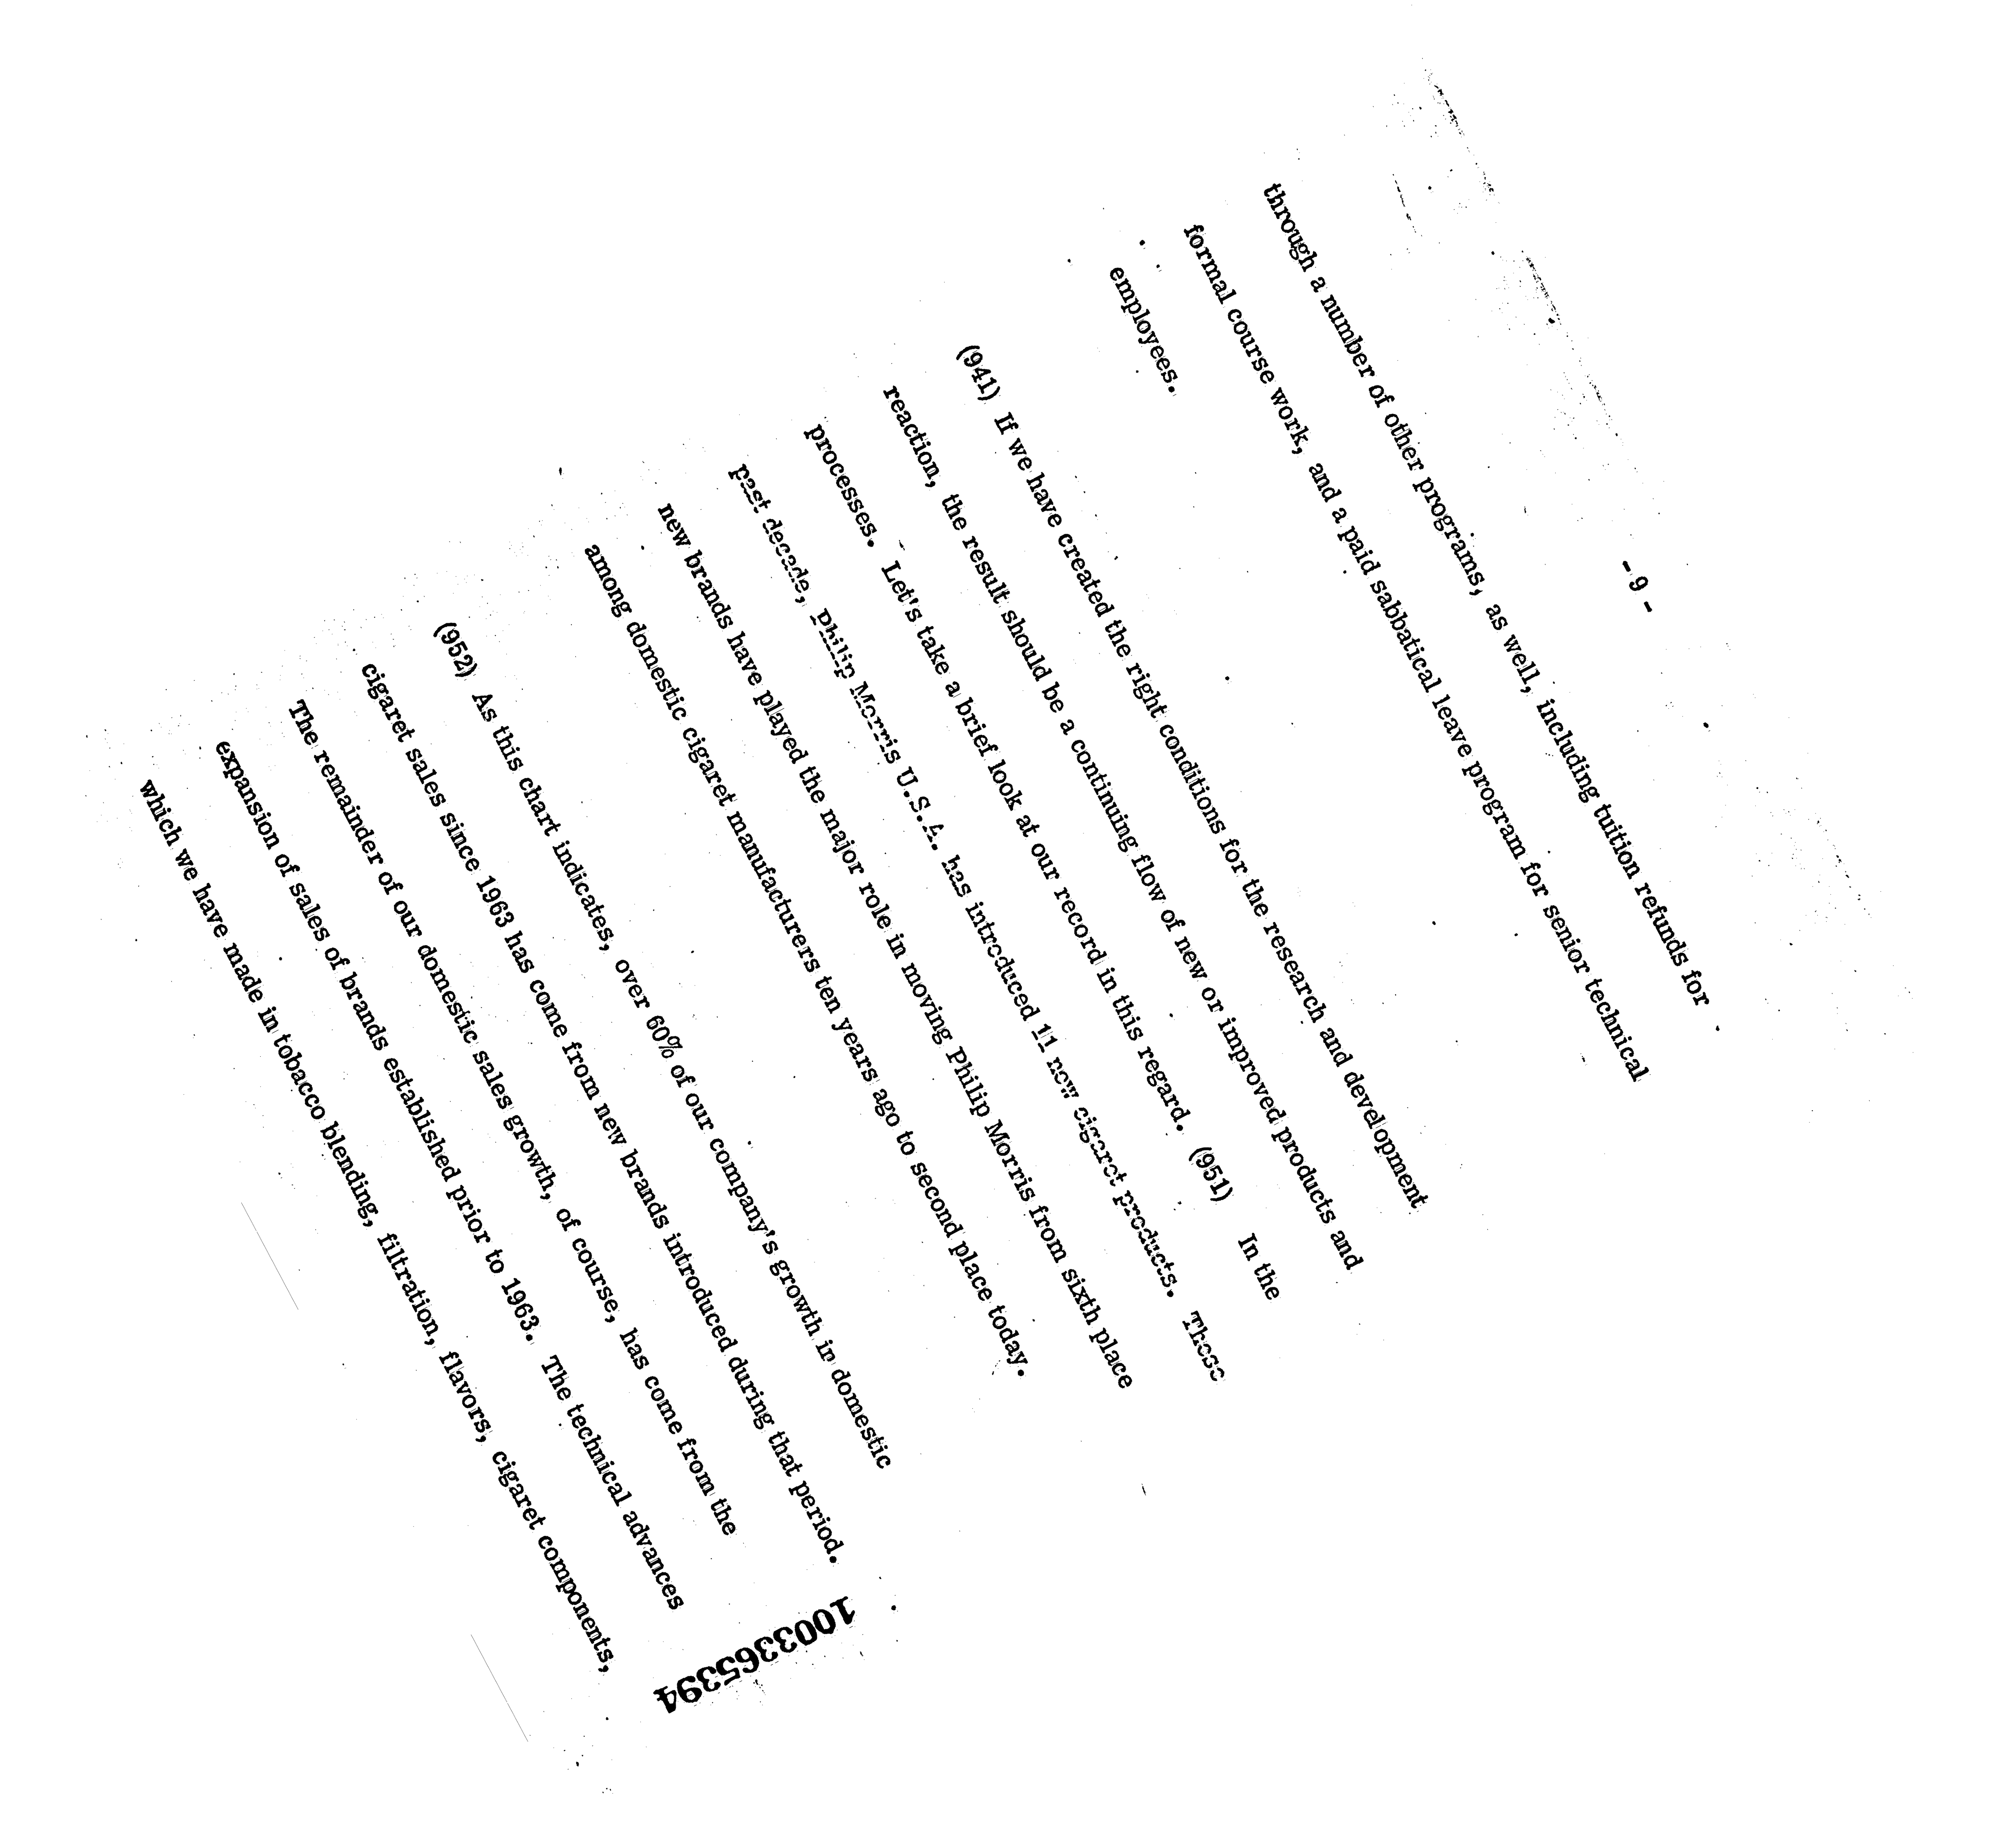 - 9 -
through a number of other programs, as well, including tuition refunds for
formal course work, and a paid sabbatical leave program for senior technical
employees.
(941) If we have created the right conditions for the research and development
reaction, the result should be a continuing flow of new or improved products and
processes. Let's take a brief look at our record in this regard. (951) In the
past decade, Philip Morris U.S.A. has introduced 11 new cigaret products. These
new brands have played the major role in moving Philip Morris from sixth place
among domestic cigaret manufacturers ten years ago to second place today.
(952) As this chart indicates, over 60% of our company's growth in domestic
cigaret sales since 1963 has come from new brands introduced during that period.
The remainder of our domestic sales growth, of course, has come from the
expansion of sales of brands established prior to 1963. The technical advances
which we have made in tobacco blending, filtration, flavors, cigaret components,
1003365394